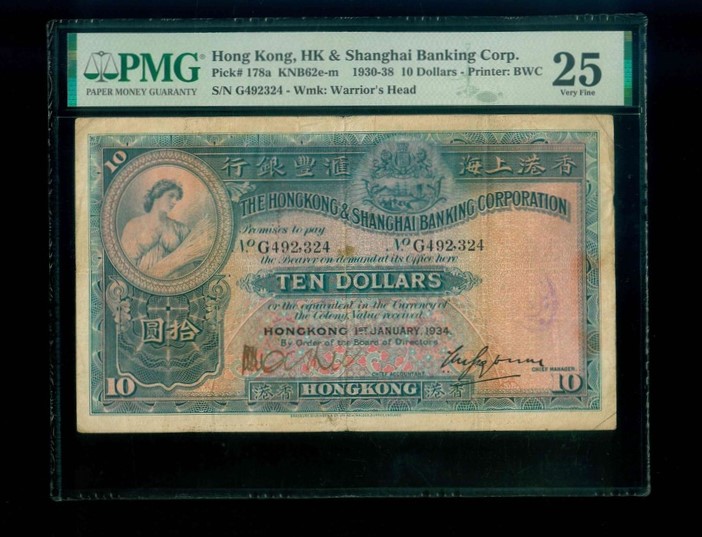 PMG
PAPER MONEY GUARANTY
Hong Kong, HK & Shanghai Banking Corp.
Pick# 178a KNB62e-m 1930-38 10 Dollars - Printer: BWC
S/N G492324 - Wmk: Warrior's Head
25
Very Fine
10
行銀豐滙 海上港香
THE HONGKONG & SHANGHAI BANKING CORPORATION
Promises to pay
No G492,324 No G492,324
the Bearer on demand at its Office here
TEN DOLLARS
or the equivalent in the Currency of
the Colony, Value received.
圓拾
HONGKONG 1ST JANUARY, 1934.
By Order of the Board of Directors
CHIEF ACCOUNTANT CHIEF MANAGER.
10 港香 HONGKONG 港香 10